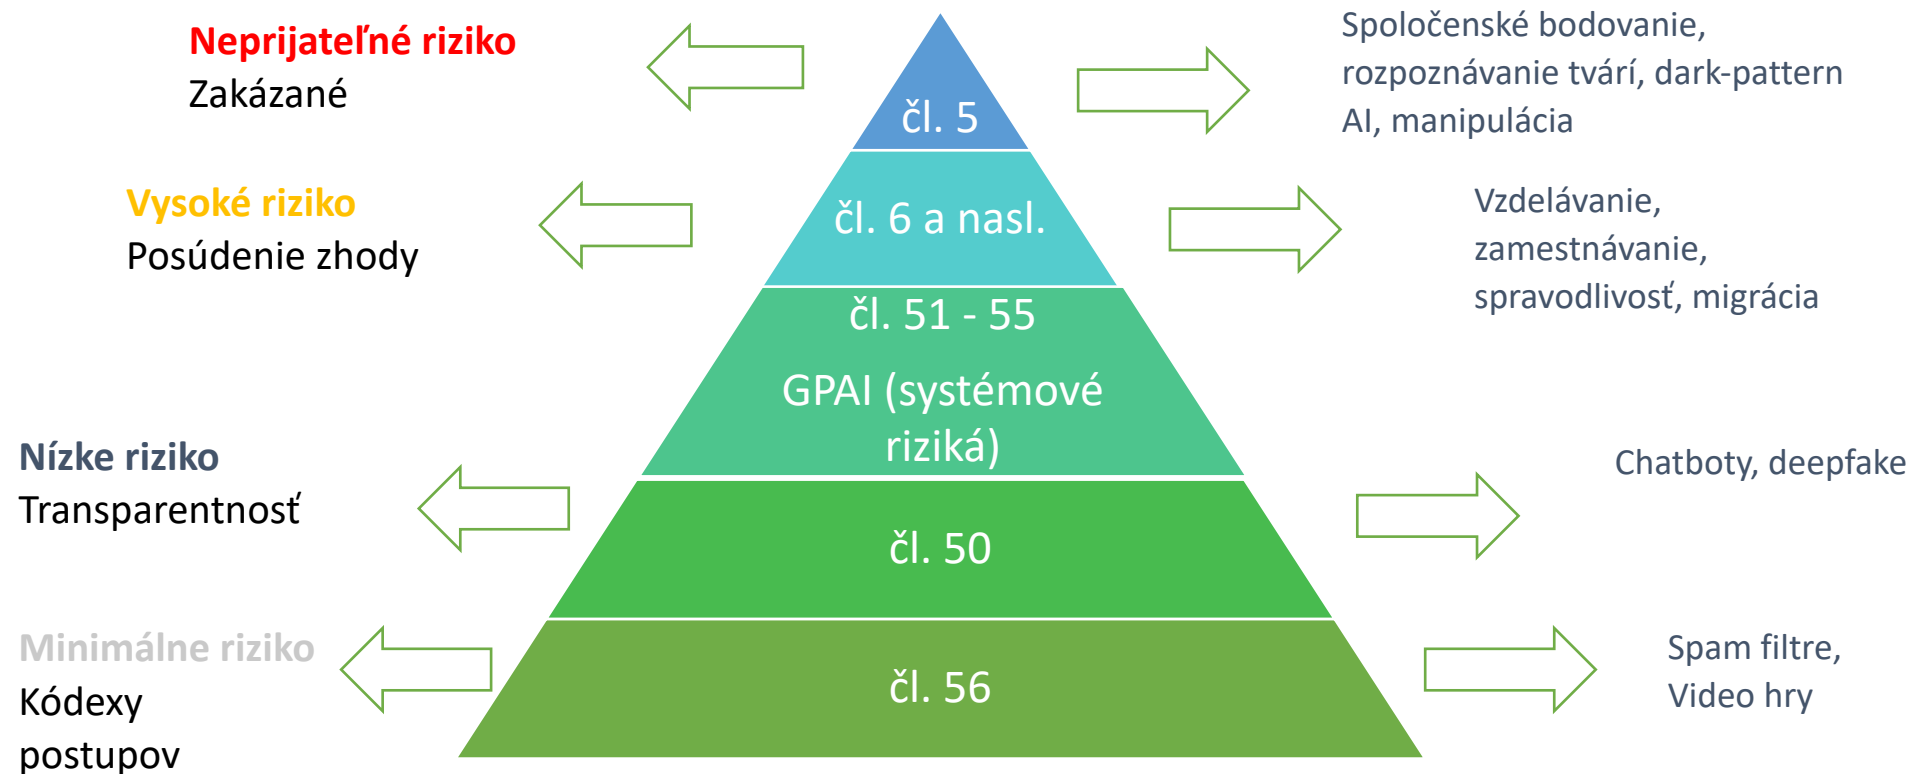 Neprijateľné riziko
Zakázané
čl. 5
Spoločenské bodovanie,
rozpoznávanie tvárí, dark-pattern
AI, manipulácia
Vysoké riziko
Posúdenie zhody
čl. 6 a nasl.
Vzdelávanie,
zamestnávanie,
spravodlivosť, migrácia
čl. 51 - 55
GPAI (systémové
riziká)
Nízke riziko
Transparentnosť
čl. 50
Chatboty, deepfake
Minimálne riziko
Kódexy
postupov
čl. 56
Spam filtre,
Video hry